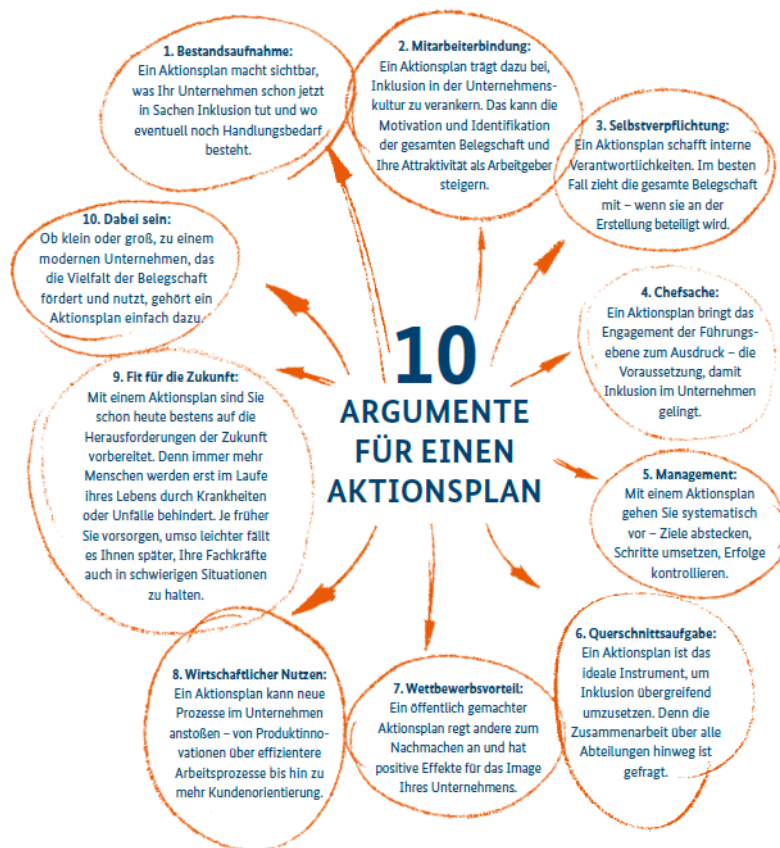 10
ARGUMENTE
FÜR EINEN
AKTIONSPLAN
1. Bestandsaufnahme:
Ein Aktionsplan macht sichtbar,
was Ihr Unternehmen schon jetzt
in Sachen Inklusion tut und wo
eventuell noch Handlungsbedarf
besteht.
2. Mitarbeiterbindung:
Ein Aktionsplan trägt dazu bei,
Inklusion in der Unternehmens-
kultur zu verankern. Das kann die
Motivation und Identifikation
der gesamten Belegschaft und
Ihre Attraktivität als Arbeitgeber
steigern.
3. Selbstverpflichtung:
Ein Aktionsplan schafft interne
Verantwortlichkeiten. Im besten
Fall zieht die gesamte Belegschaft
mit – wenn sie an der
Erstellung beteiligt wird.
4. Chefsache:
Ein Aktionsplan bringt das
Engagement der Führungs-
ebene zum Ausdruck – die
Voraussetzung, damit
Inklusion im Unternehmen
gelingt.
5. Management:
Mit einem Aktionsplan
gehen Sie systematisch
vor – Ziele abstecken,
Schritte umsetzen, Erfolge
kontrollieren.
6. Querschnittsaufgabe:
Ein Aktionsplan ist das
ideale Instrument, um
Inklusion übergreifend
umzusetzen. Denn die
Zusammenarbeit über alle
Abteilungen hinweg ist
gefragt.
7. Wettbewerbsvorteil:
Ein öffentlich gemachter
Aktionsplan regt andere zum
Nachmachen an und hat
positive Effekte für das Image
Ihres Unternehmens.
8. Wirtschaftlicher Nutzen:
Ein Aktionsplan kann neue
Prozesse im Unternehmen
anstoßen – von Produktinno-
vationen über effizientere
Arbeitsprozesse bis hin zu
mehr Kundenorientierung.
9. Fit für die Zukunft:
Mit einem Aktionsplan sind Sie
schon heute bestens auf die
Herausforderungen der Zukunft
vorbereitet. Denn immer mehr
Menschen werden erst im Laufe
ihres Lebens durch Krankheiten
oder Unfälle behindert. Je früher
Sie vorsorgen, umso leichter fällt
es Ihnen später, Ihre Fachkräfte
auch in schwierigen Situationen
zu halten.
10. Dabei sein:
Ob klein oder groß, zu einem
modernen Unternehmen, das
die Vielfalt der Belegschaft
fördert und nutzt, gehört ein
Aktionsplan einfach dazu.